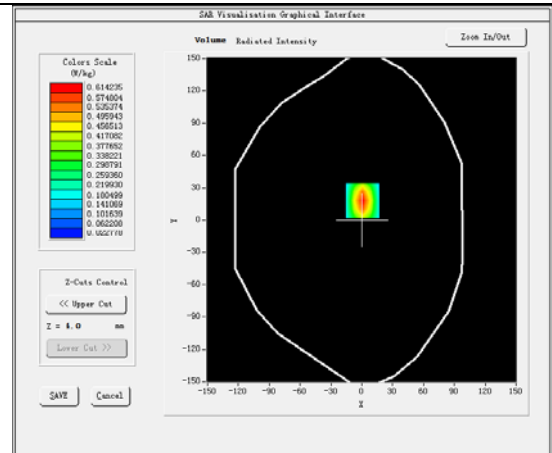 SAR Visualisation Graphical Interface
Volume Radiated Intensity
Zoom In/Out
Colors Scale
(W/kg)
0.614235
0.574804
0.535374
0.495943
0.456513
0.417082
0.377652
0.338221
0.298791
0.259360
0.219930
0.180499
0.141069
0.101639
0.062208
0.022778
Z-Cuts Control
<< Upper Cut
Z = 4.0 mm
Lower Cut >>
SAVE Cancel
150
120
90
60
30
0
-30
-60
-90
-120
-150
Y
-150 -120 -90 -60 -30 0 30 60 90 120 150
X